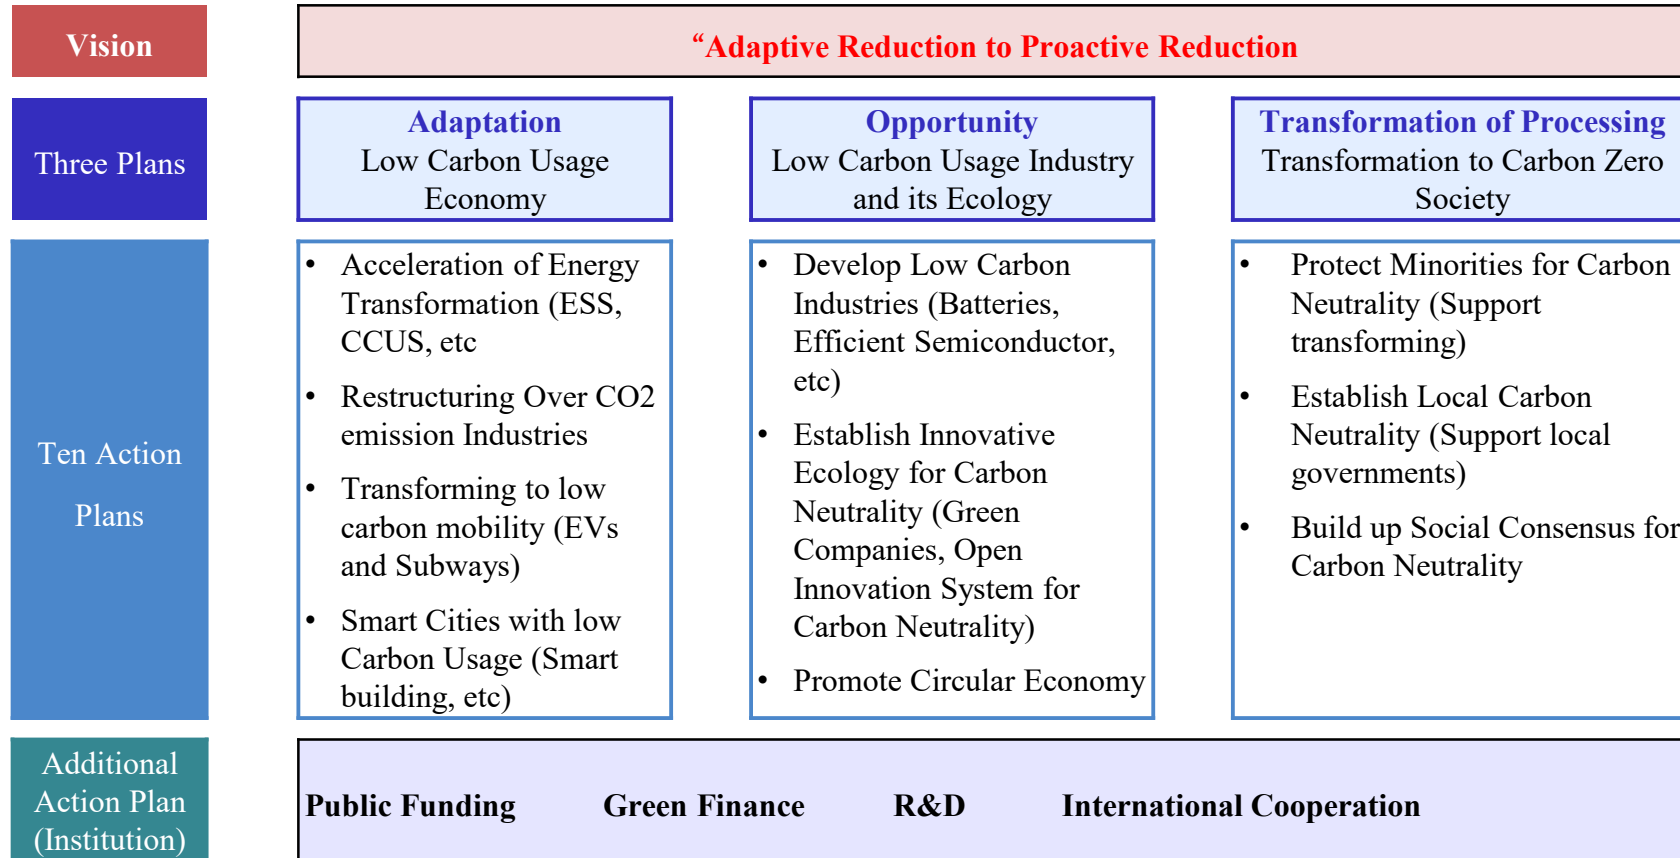 Vision
“Adaptive Reduction to Proactive Reduction
Three Plans
Adaptation
Low Carbon Usage
Economy
Opportunity
Low Carbon Usage Industry
and its Ecology
Transformation of Processing
Transformation to Carbon Zero
Society
Ten Action
Plans
• Acceleration of Energy
Transformation (ESS,
CCUS, etc
• Restructuring Over CO2
emission Industries
• Transforming to low
carbon mobility (EVs
and Subways)
• Smart Cities with low
Carbon Usage (Smart
building, etc)
• Develop Low Carbon
Industries (Batteries,
Efficient Semiconductor,
etc)
• Establish Innovative
Ecology for Carbon
Neutrality (Green
Companies, Open
Innovation System for
Carbon Neutrality)
• Promote Circular Economy
• Protect Minorities for Carbon
Neutrality (Support
transforming)
• Establish Local Carbon
Neutrality (Support local
governments)
• Build up Social Consensus for
Carbon Neutrality
Additional
Action Plan
(Institution)
Public Funding Green Finance R&D International Cooperation